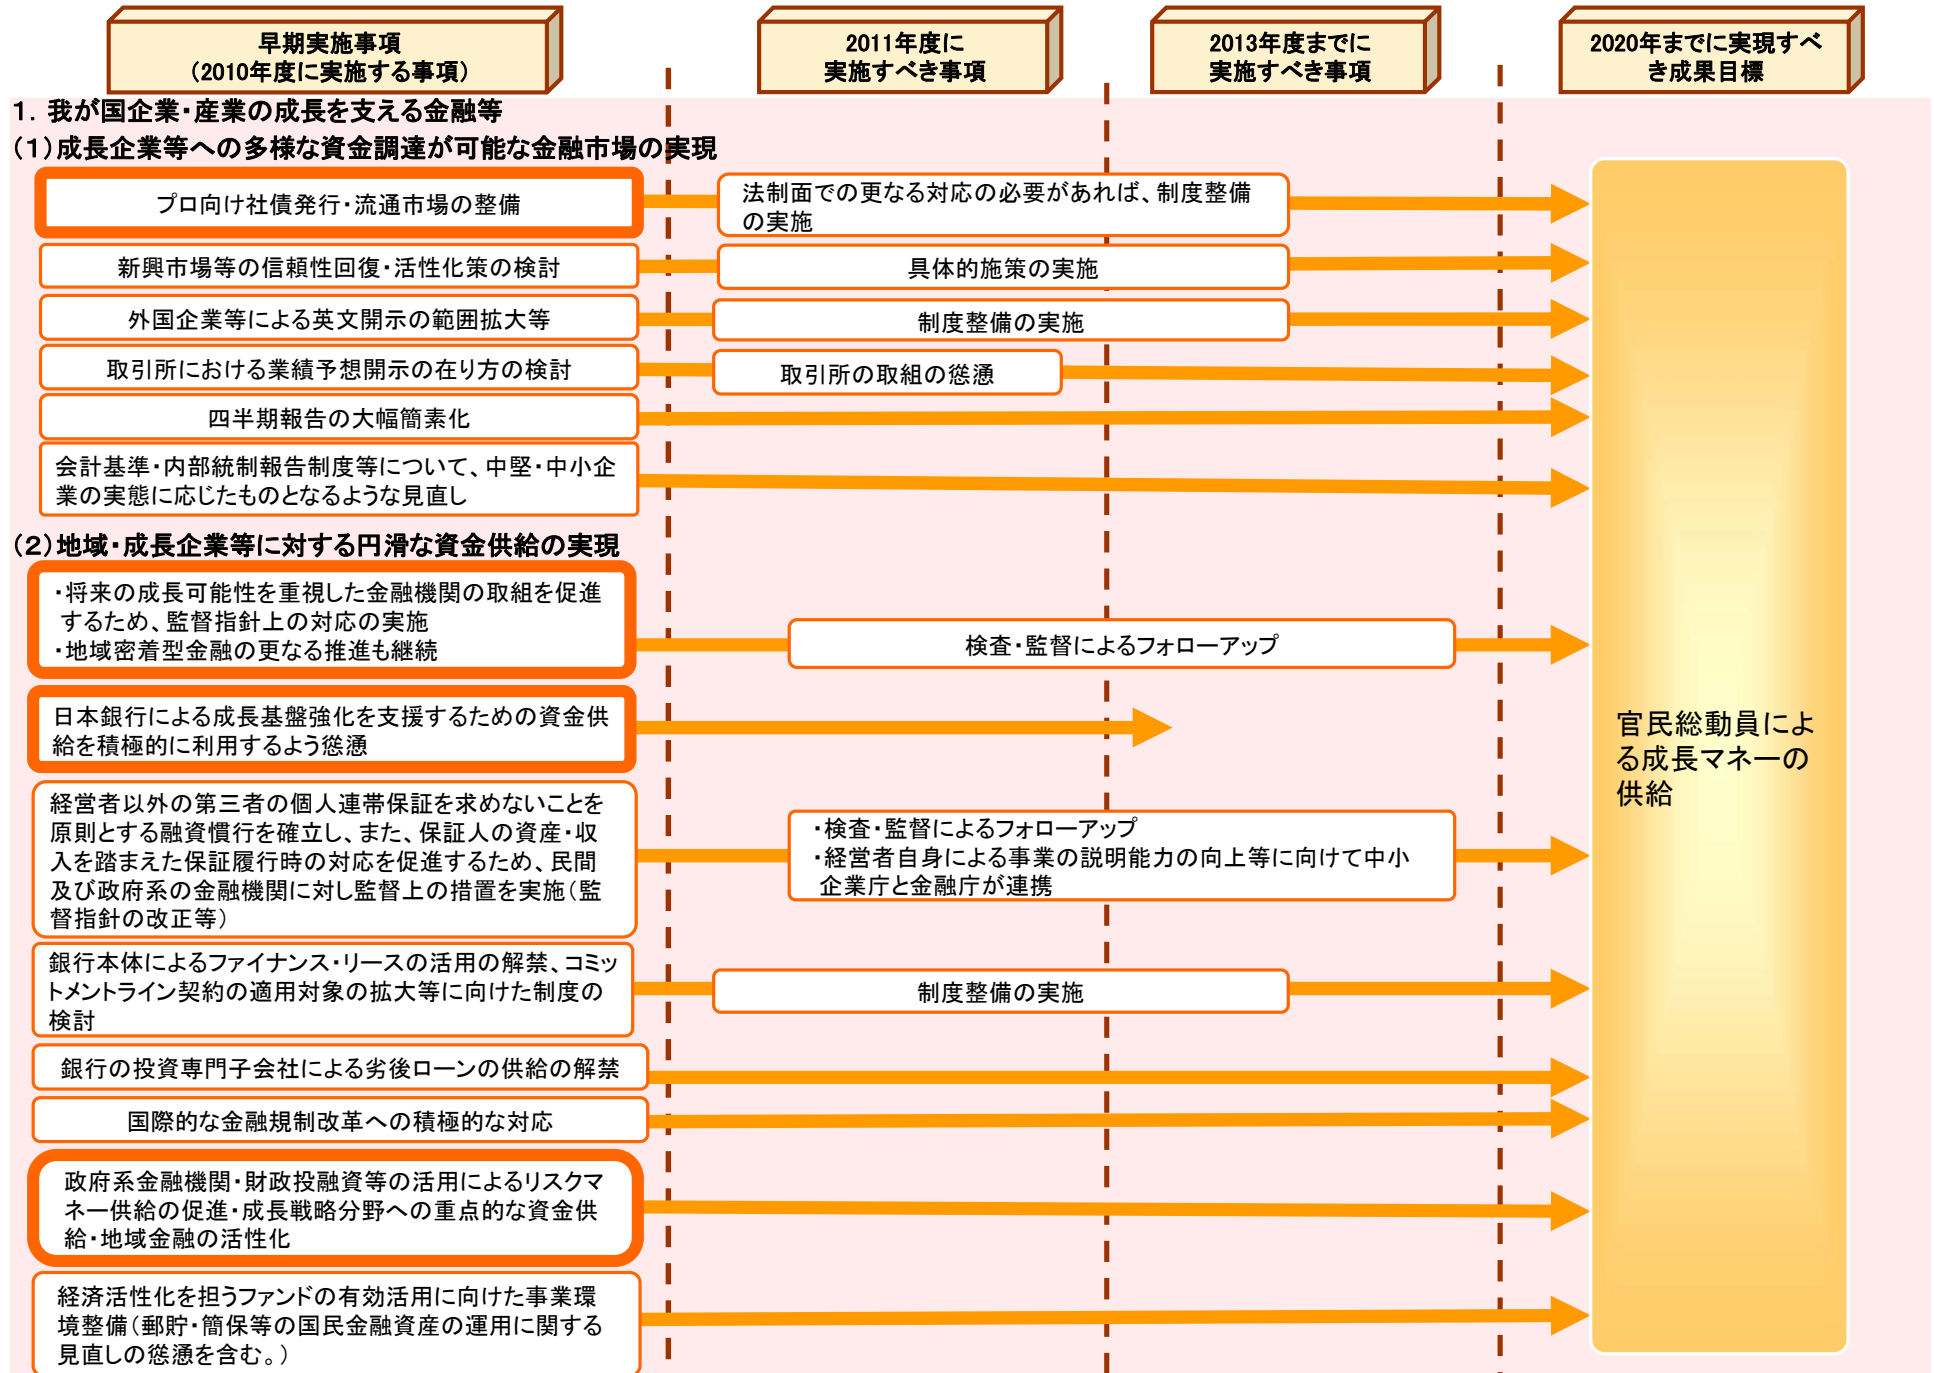 早期実施事項
(2010年度に実施する事項)
2011年度に
実施すべき事項
2013年度までに
実施すべき事項
2020年までに実現すべ
き成果目標
1．我が国企業・産業の成長を支える金融等
(1)成長企業等への多様な資金調達が可能な金融市場の実現
プロ向け社債発行・流通市場の整備
法制面での更なる対応の必要があれば、制度整備
の実施
新興市場等の信頼性回復・活性化策の検討
具体的施策の実施
外国企業等による英文開示の範囲拡大等
制度整備の実施
取引所における業績予想開示の在り方の検討
取引所の取組の慫慂
四半期報告の大幅簡素化
会計基準・内部統制報告制度等について、中堅・中小企
業の実態に応じたものとなるような見直し
(2)地域・成長企業等に対する円滑な資金供給の実現
・将来の成長可能性を重視した金融機関の取組を促進
するため、監督指針上の対応の実施
・地域密着型金融の更なる推進も継続
検査・監督によるフォローアップ
日本銀行による成長基盤強化を支援するための資金供
給を積極的に利用するよう慫慂
経営者以外の第三者の個人連帯保証を求めないことを
原則とする融資慣行を確立し、また、保証人の資産・収
入を踏まえた保証履行時の対応を促進するため、民間
及び政府系の金融機関に対し監督上の措置を実施(監
督指針の改正等)
・検査・監督によるフォローアップ
・経営者自身による事業の説明能力の向上等に向けて中小
企業庁と金融庁が連携
銀行本体によるファイナンス・リースの活用の解禁、コミッ
トメントライン契約の適用対象の拡大等に向けた制度の
検討
制度整備の実施
銀行の投資専門子会社による劣後ローンの供給の解禁
国際的な金融規制改革への積極的な対応
政府系金融機関・財政投融資等の活用によるリスクマ
ネー供給の促進・成長戦略分野への重点的な資金供
給・地域金融の活性化
経済活性化を担うファンドの有効活用に向けた事業環
境整備(郵貯・簡保等の国民金融資産の運用に関する
見直しの慫慂を含む。)
官民総動員によ
る成長マネーの
供給